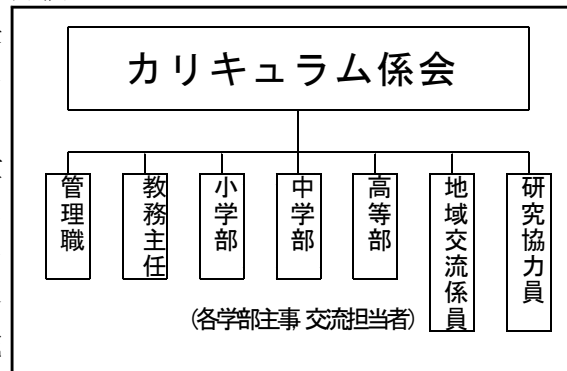 カリキュラム係会
管理職
教務主任
小学部
中学部
高等部
地域交流係員
研究協力員
（各学部主事 交流担当者）